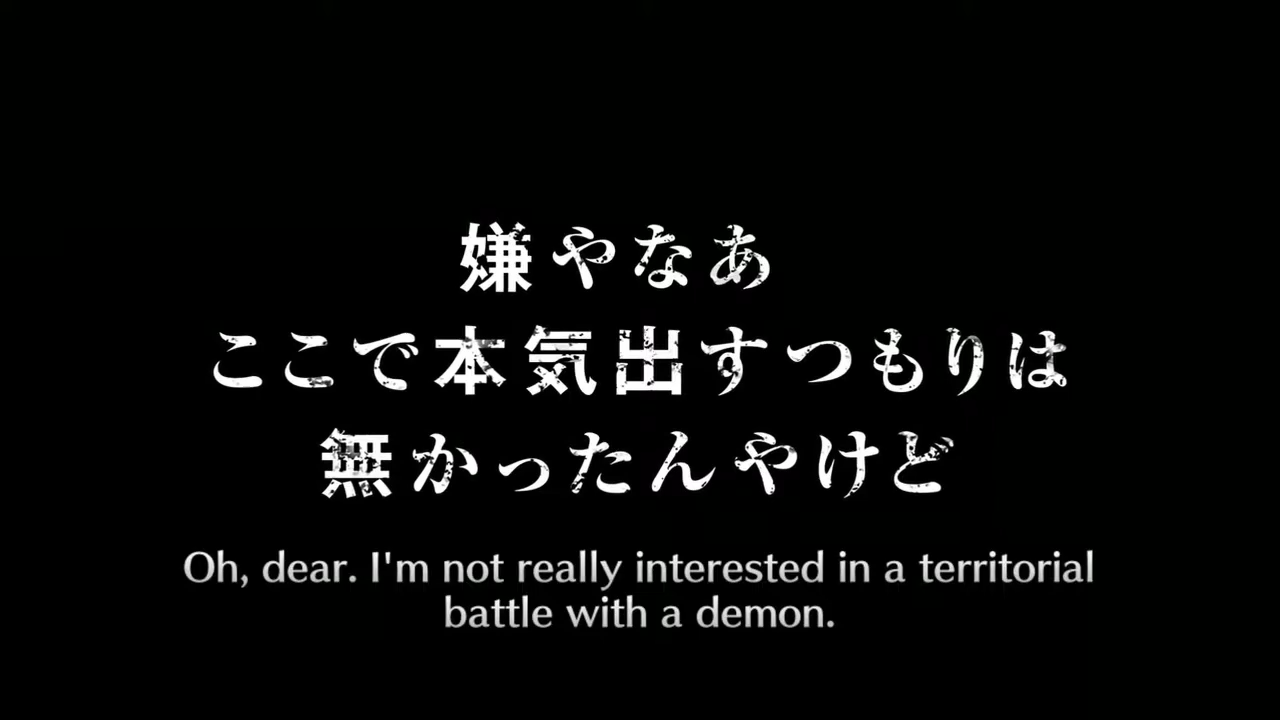 嫌やなあ
ここで本気出すつもりは
無かったんやけど
Oh, dear. I'm not really interested in a territorial
battle with a demon.